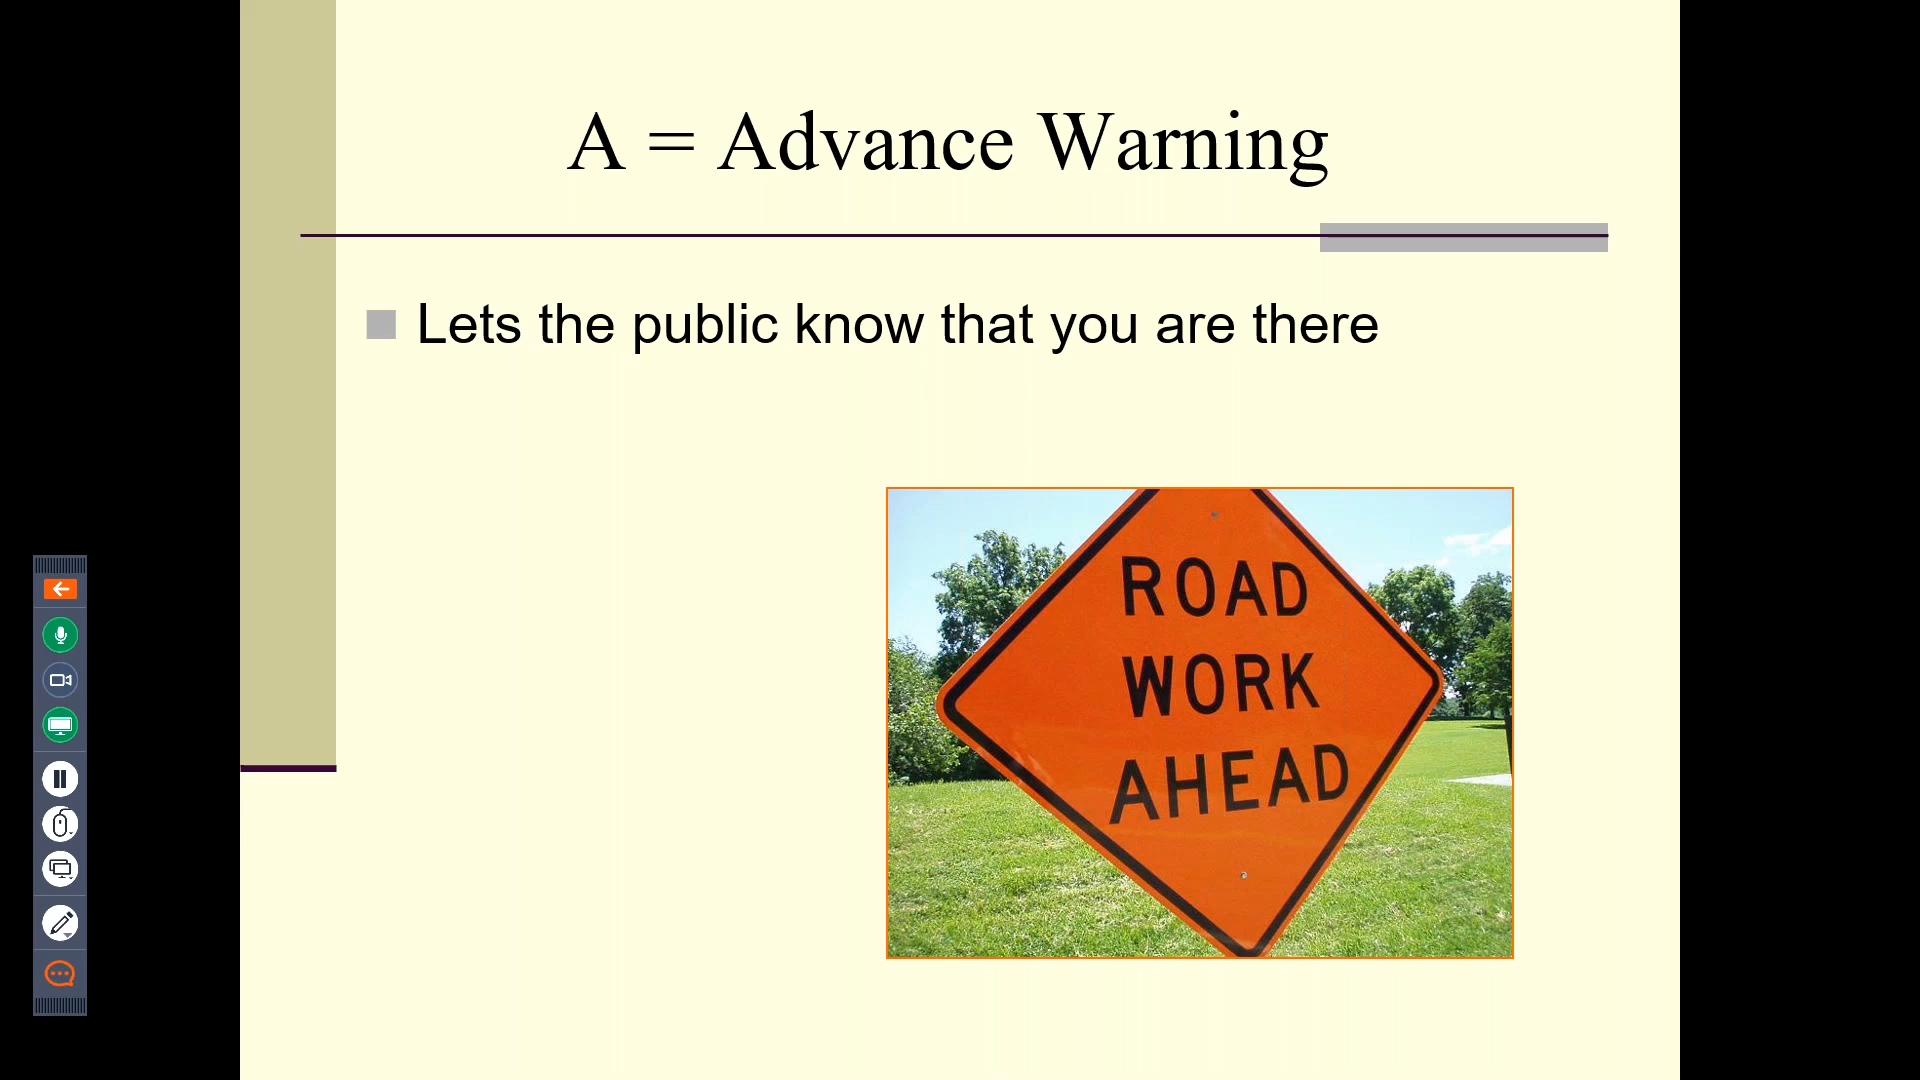 A = Advance Warning
Lets the public know that you are there
ROAD
WORK
AHEAD